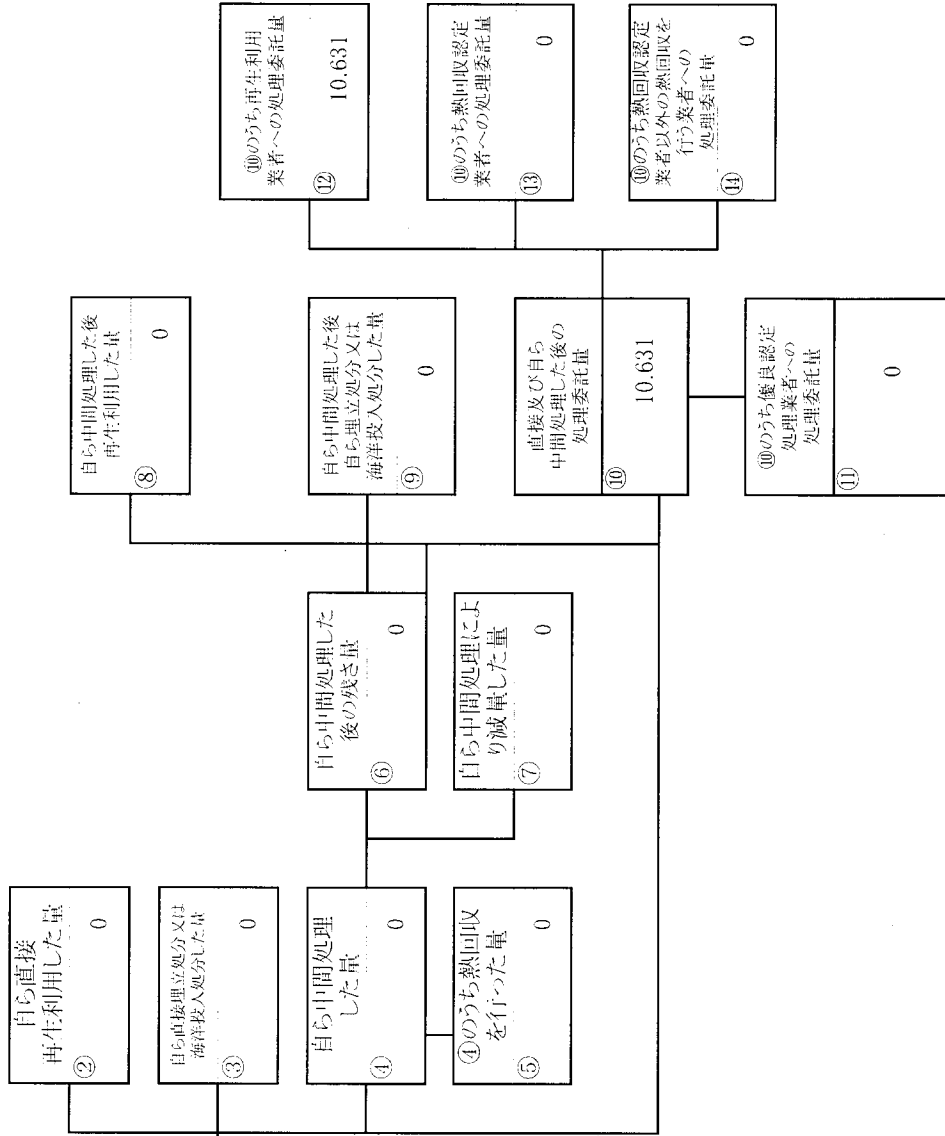 ②
自ら直接
再生利用した量
0
③
自ら直接埋立処分又は
海洋投入処分した量
0
④
自ら中間処理
した量
0
⑤
④のうち熱回収
を行った量
0
⑥
自ら中間処理した
後の残さ量
0
⑦
自ら中間処理によ
り減量した量
0
⑧
自ら中間処理した後
再生利用した量
0
⑨
自ら中間処理した後
自ら埋立処分又は
海洋投入処分した量
0
⑩
直接及び自ら
中間処理した後の
処理委託量
10.631
⑪
⑩のうち優良認定
処理業者への
処理委託量
0
⑫
⑩のうち再生利用
業者への処理委託量
10.631
⑬
⑩のうち熱回収認定
業者への処理委託量
0
⑭
⑩のうち熱回収認定
業者以外の熱回収を
行う業者への
処理委託量
0